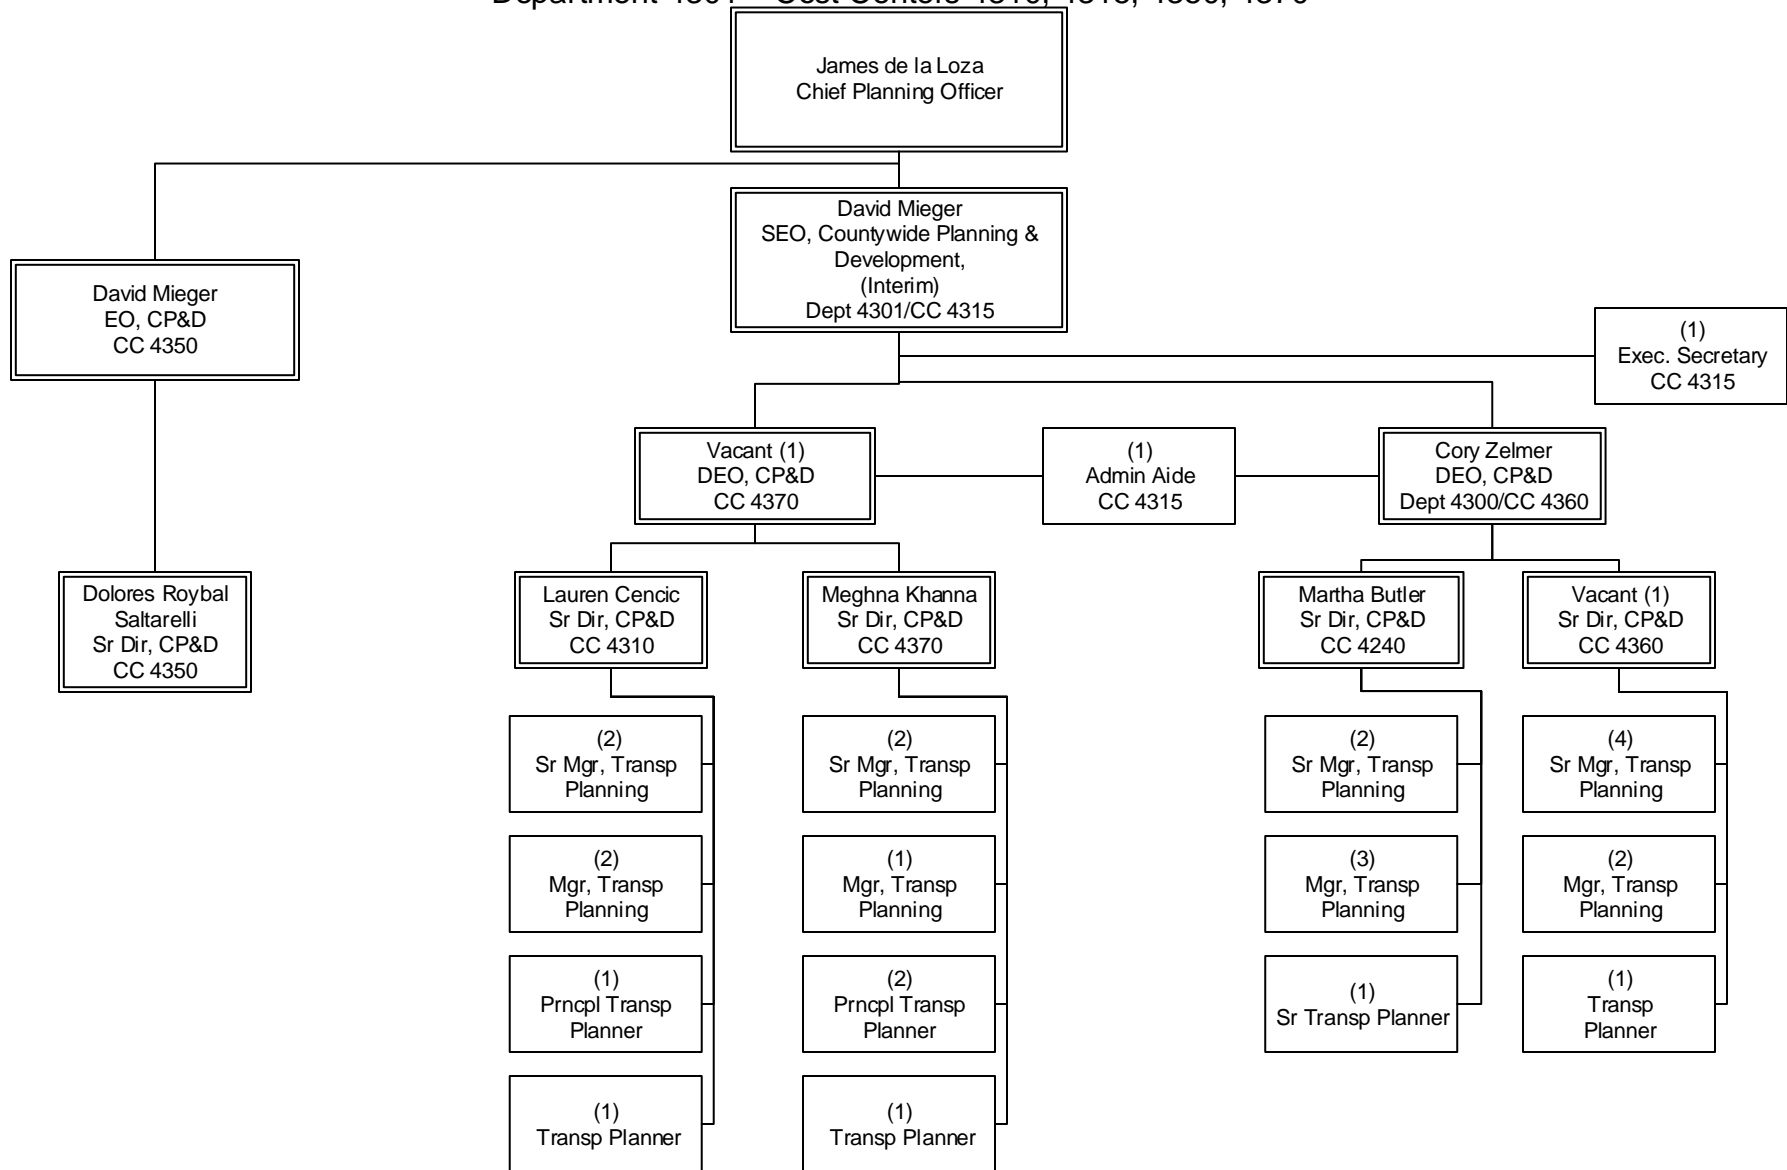 James de la Loza
Chief Planning Officer
David Mieger
SEO, Countywide Planning &
Development,
(Interim)
Dept 4301/CC 4315
David Mieger
EO, CP&D
CC 4350
(1)
Exec. Secretary
CC 4315
Vacant (1)
DEO, CP&D
CC 4370
(1)
Admin Aide
CC 4315
Cory Zelmer
DEO, CP&D
Dept 4300/CC 4360
Dolores Roybal
Saltarelli
Sr Dir, CP&D
CC 4350
Lauren Cencic
Sr Dir, CP&D
CC 4310
Meghna Khanna
Sr Dir, CP&D
CC 4370
Martha Butler
Sr Dir, CP&D
CC 4240
Vacant (1)
Sr Dir, CP&D
CC 4360
(2)
Sr Mgr, Transp
Planning
(2)
Sr Mgr, Transp
Planning
(2)
Sr Mgr, Transp
Planning
(4)
Sr Mgr, Transp
Planning
(2)
Mgr, Transp
Planning
(1)
Mgr, Transp
Planning
(3)
Mgr, Transp
Planning
(2)
Mgr, Transp
Planning
(1)
Prncpl Transp
Planner
(2)
Prncpl Transp
Planner
(1)
Sr Transp Planner
(1)
Transp
Planner
(1)
Transp Planner
(1)
Transp Planner